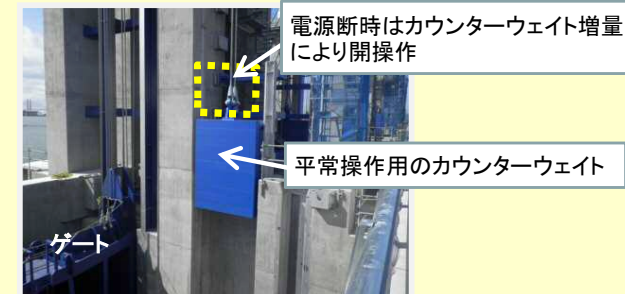 電源断時はカウンターウェイト増量
により開操作
平常操作用のカウンターウェイト
ゲート